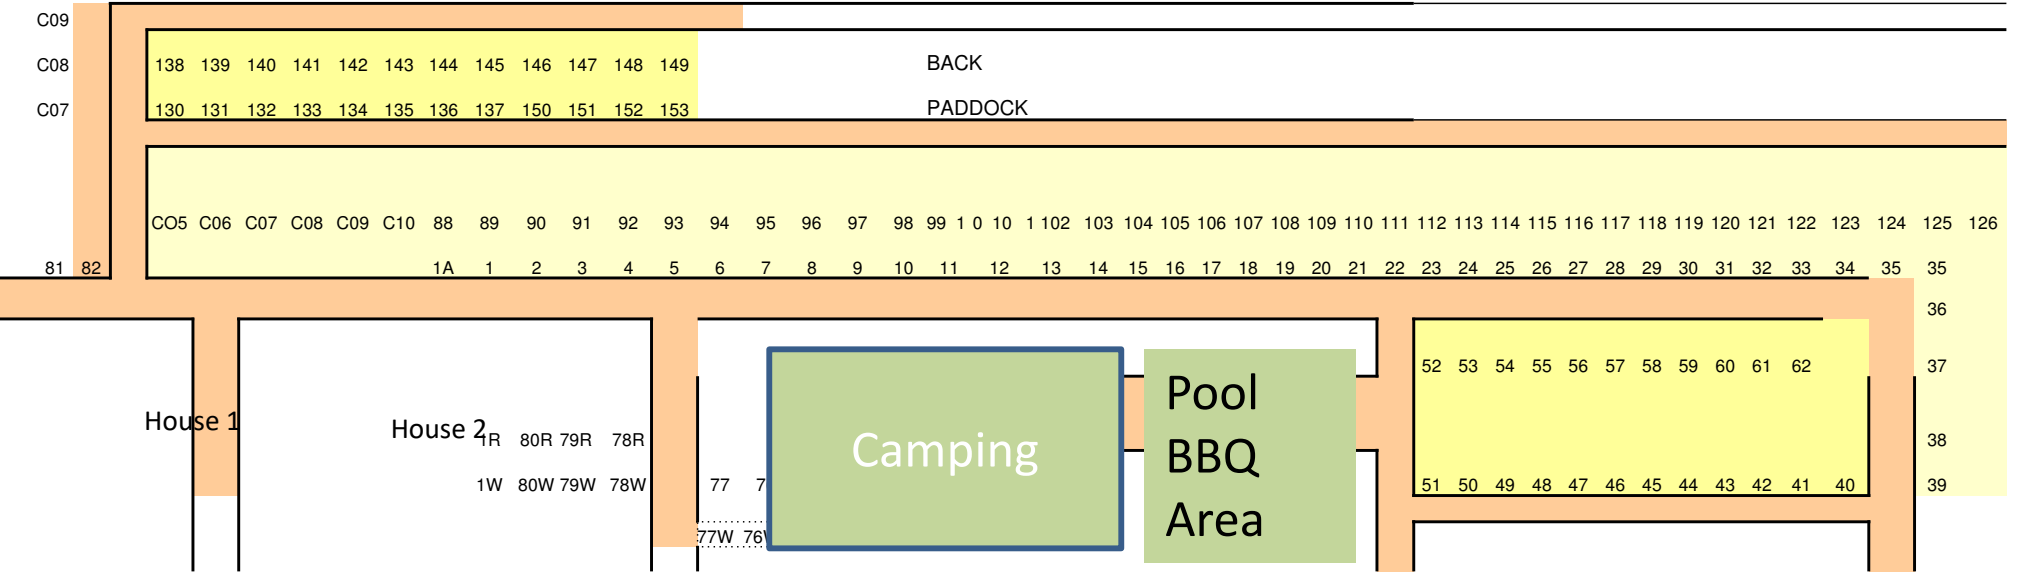 C09
C08 138 139 140 141 142 143 144 145 146 147 148 149 BACK
C07 130 131 132 133 134 135 136 137 150 151 152 153 PADDOCK
CO5 C06 C07 C08 C09 C10 88 89 90 91 92 93 94 95 96 97 98 99 1 0 10 1 102 103 104 105 106 107 108 109 110 111 112 113 114 115 116 117 118 119 120 121 122 123 124 125 126
81 82 1A 1 2 3 4 5 6 7 8 9 10 11 12 13 14 15 16 17 18 19 20 21 22 23 24 25 26 27 28 29 30 31 32 33 34 35 35
36
52 53 54 55 56 57 58 59 60 61 62 37
House 1
House 2
1R 80R 79R 78R 38
1W 80W 79W 78W 77 51 50 49 48 47 46 45 44 43 42 41 40 39
77W
Camping
Pool
BBQ
Area